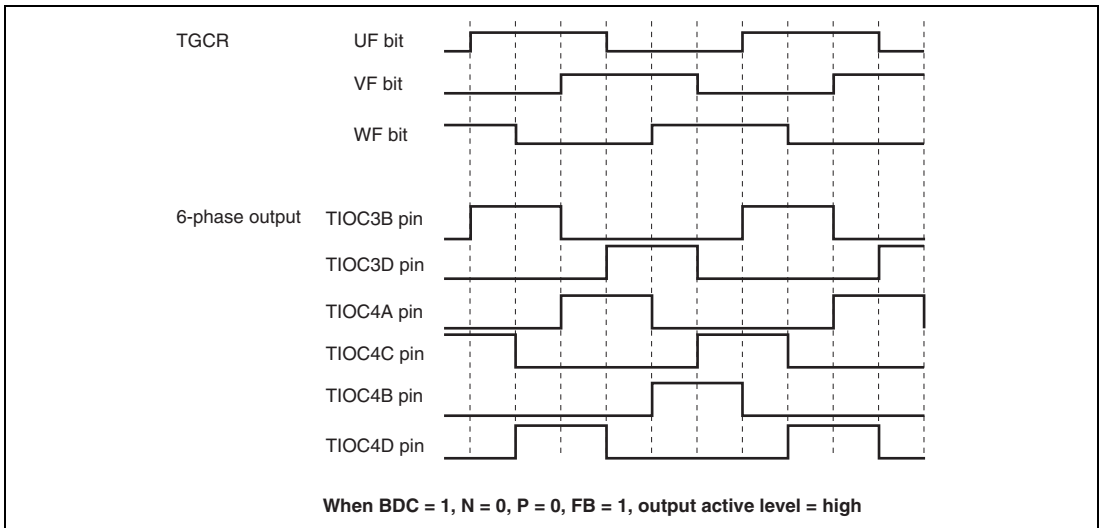 TGCR UF bit
VF bit
WF bit
6-phase output TIOC3B pin
TIOC3D pin
TIOC4A pin
TIOC4C pin
TIOC4B pin
TIOC4D pin
When BDC = 1, N = 0, P = 0, FB = 1, output active level = high